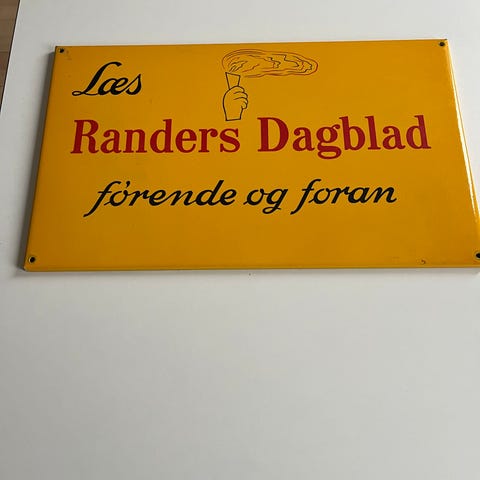 Læs
Randers Dagblad
førende og foran